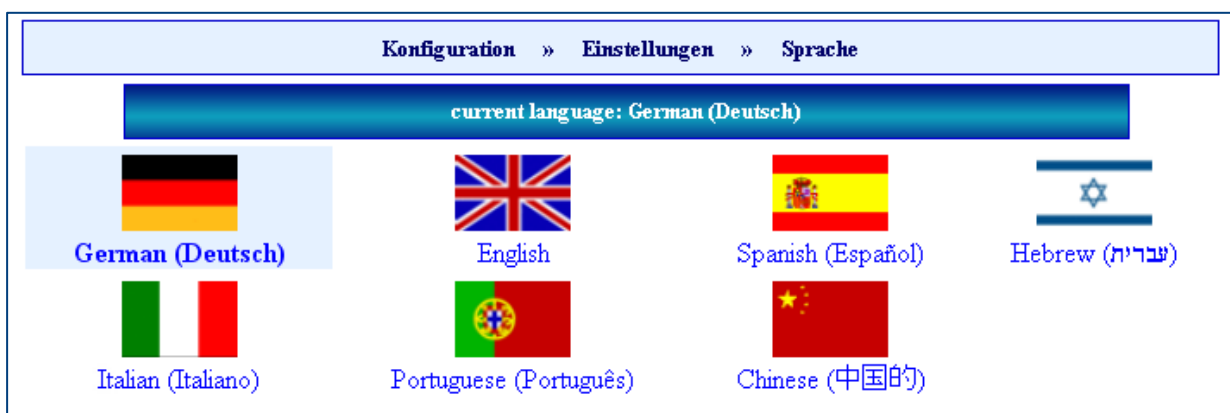 Konfiguration » Einstellungen » Sprache
current language: German (Deutsch)
German (Deutsch) English Spanish (Español) Hebrew (עברית)
Italian (Italiano) Portuguese (Português) Chinese (中国的)